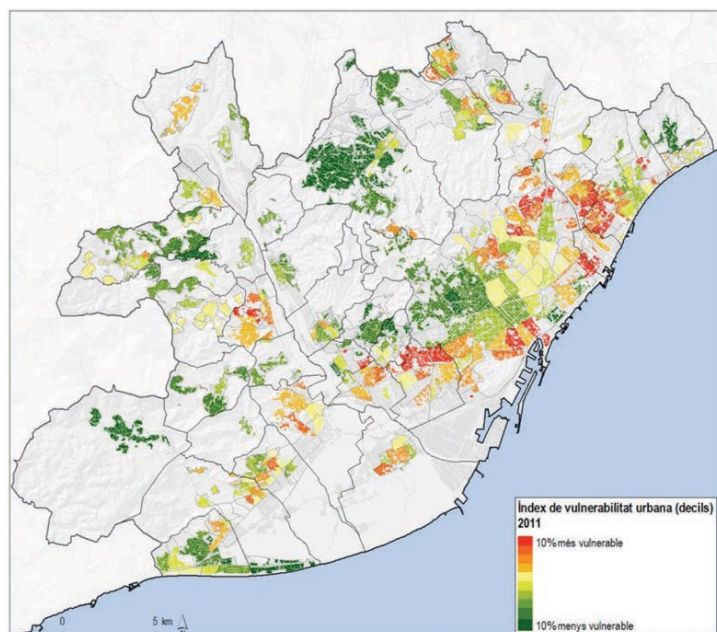 Índex de vulnerabilitat urbana (decils)
2011
10% més vulnerable
10% menys vulnerable
0 5 km